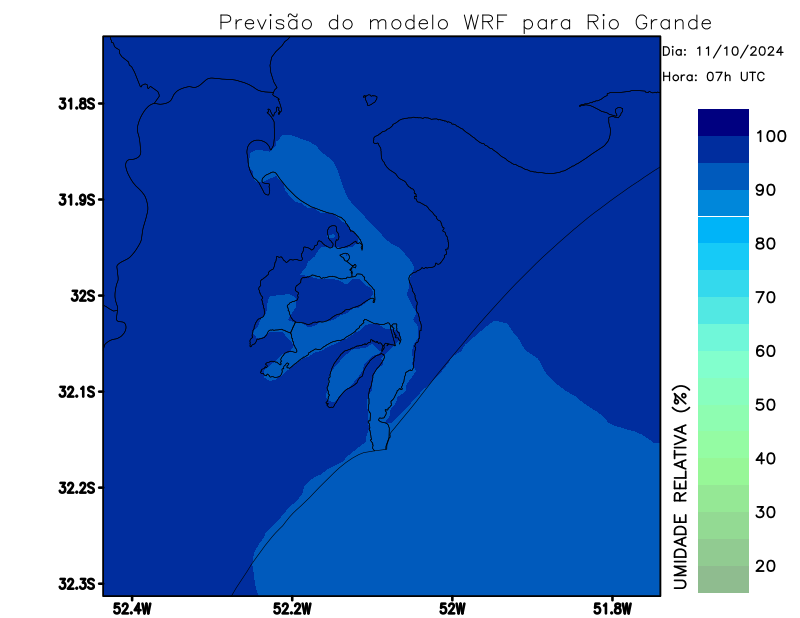 Previsão do modelo WRF para Rio Grande
Dia: 11/10/2024
Hora: 07h UTC
31.8S
31.9S
32S
32.1S
32.2S
32.3S
52.4W
52.2W
52W
51.8W
UMIDADE RELATIVA (%)
100
90
80
70
60
50
40
30
20